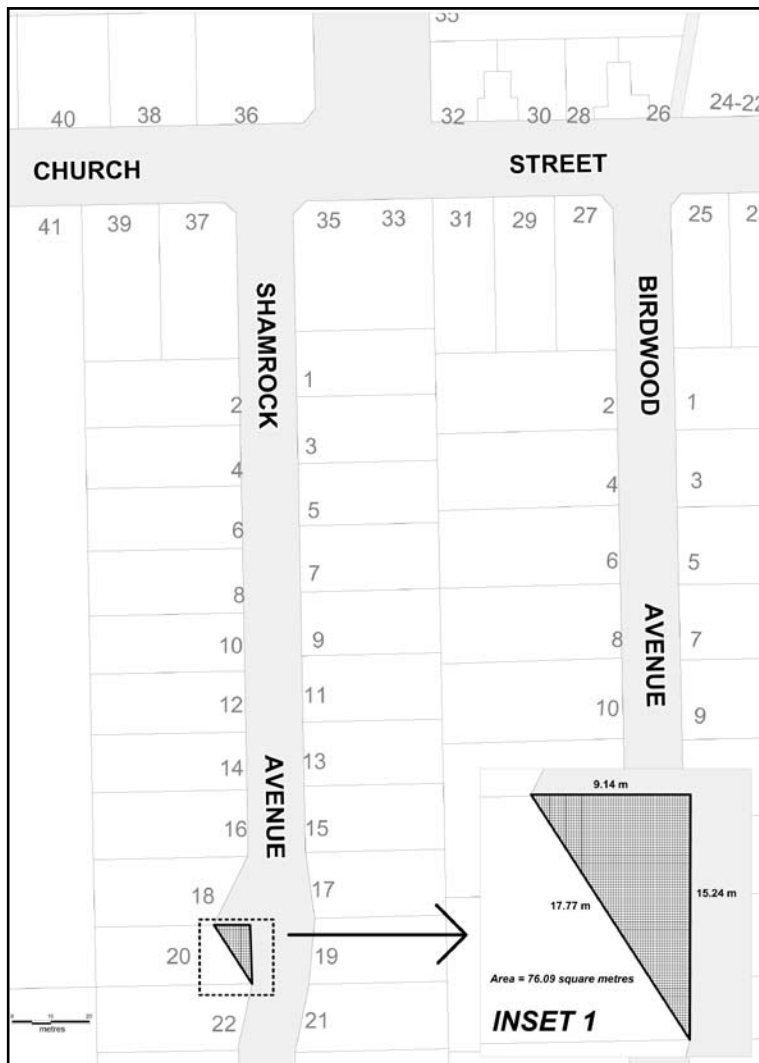 35
40 38 36 32 30 28 26 24-22
CHURCH STREET
41 39 37 35 33 31 29 27 25
SHAMROCK
BIRDWOOD
1
2 2 1
3
4 4 3
5
6 6 5
7
8
9
10 8 7
11
12 10 9
13
14
AVENUE
AVENUE
16 15
18 17
20 19
22 21
9.14 m
15.24 m
17.77 m
Area = 76.09 square metres
INSET 1
0 10 20
metres